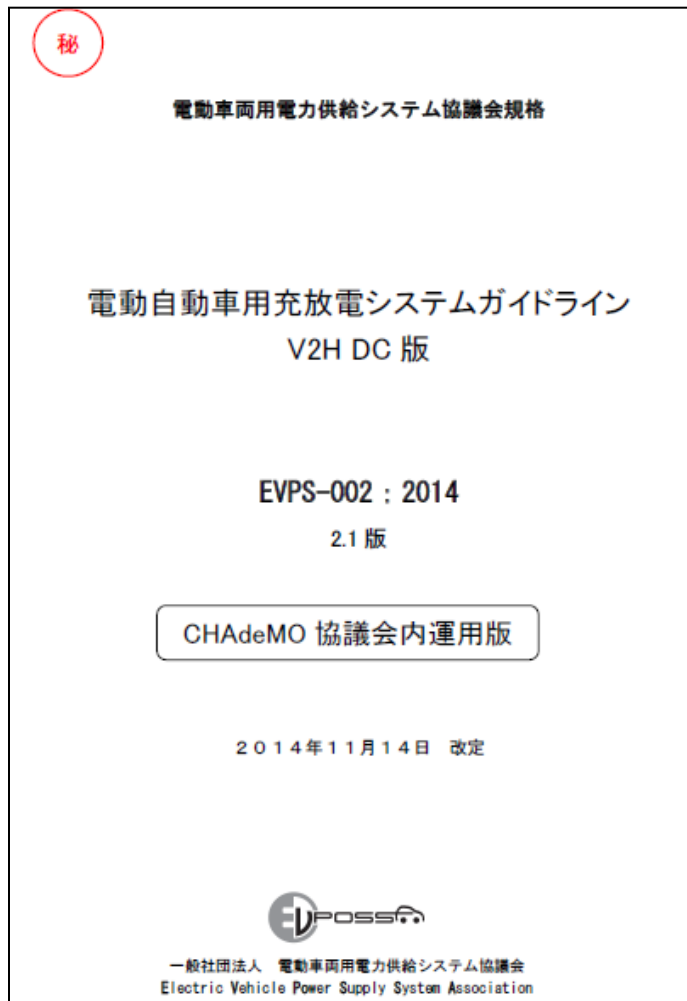 秘
電動車両用電力供給システム協議会規格
電動自動車用充放電システムガイドライン
V2H DC 版
EVPS-002：2014
2.1 版
CHAdeMO 協議会内運用版
２０１４年１１月１４日　改定
EVPOSSA
一般社団法人　電動車両用電力供給システム協議会
Electric Vehicle Power Supply System Association